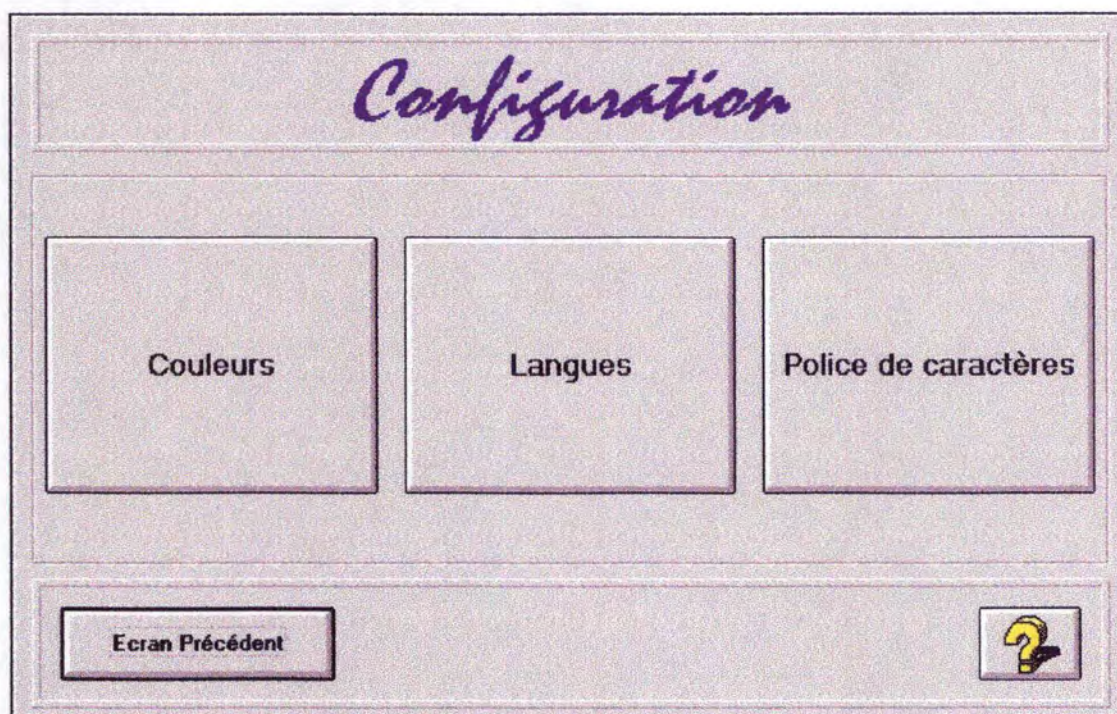 Configuration
Couleurs
Langues
Police de caractères
Ecran Précédent